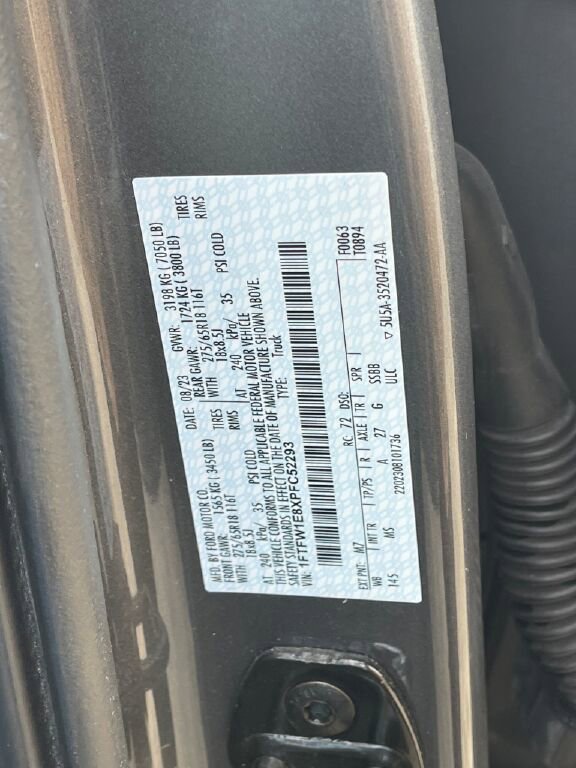 MFD. BY FORD MOTOR CO.
DATE: 08/23 GVWR: 3198 KG ( 7050 LB)
FRONT GAWR: 1565 KG ( 3450 LB) REAR GAWR: 1724 KG ( 3800 LB)
WITH 275/65R18 116T TIRES WITH 275/65R18 116T TIRES
18x8.5J RIMS 18x8.5J RIMS
AT 240 kPa/ 35 PSI COLD AT 240 kPa/ 35 PSI COLD
THIS VEHICLE CONFORMS TO ALL APPLICABLE FEDERAL MOTOR VEHICLE
SAFETY STANDARDS IN EFFECT ON THE DATE OF MANUFACTURE SHOWN ABOVE.
VIN: 1FTFW1E8XPFC52293 TYPE: Truck
F0063
T0894
EXT PNT: M7 RC: 72 DSO:
WB INT TR TP/PS R AXLE TR SPR
145 MS A 27 G SSBB
2202308101736 ULC
▽ 5U5A-3520472-AA